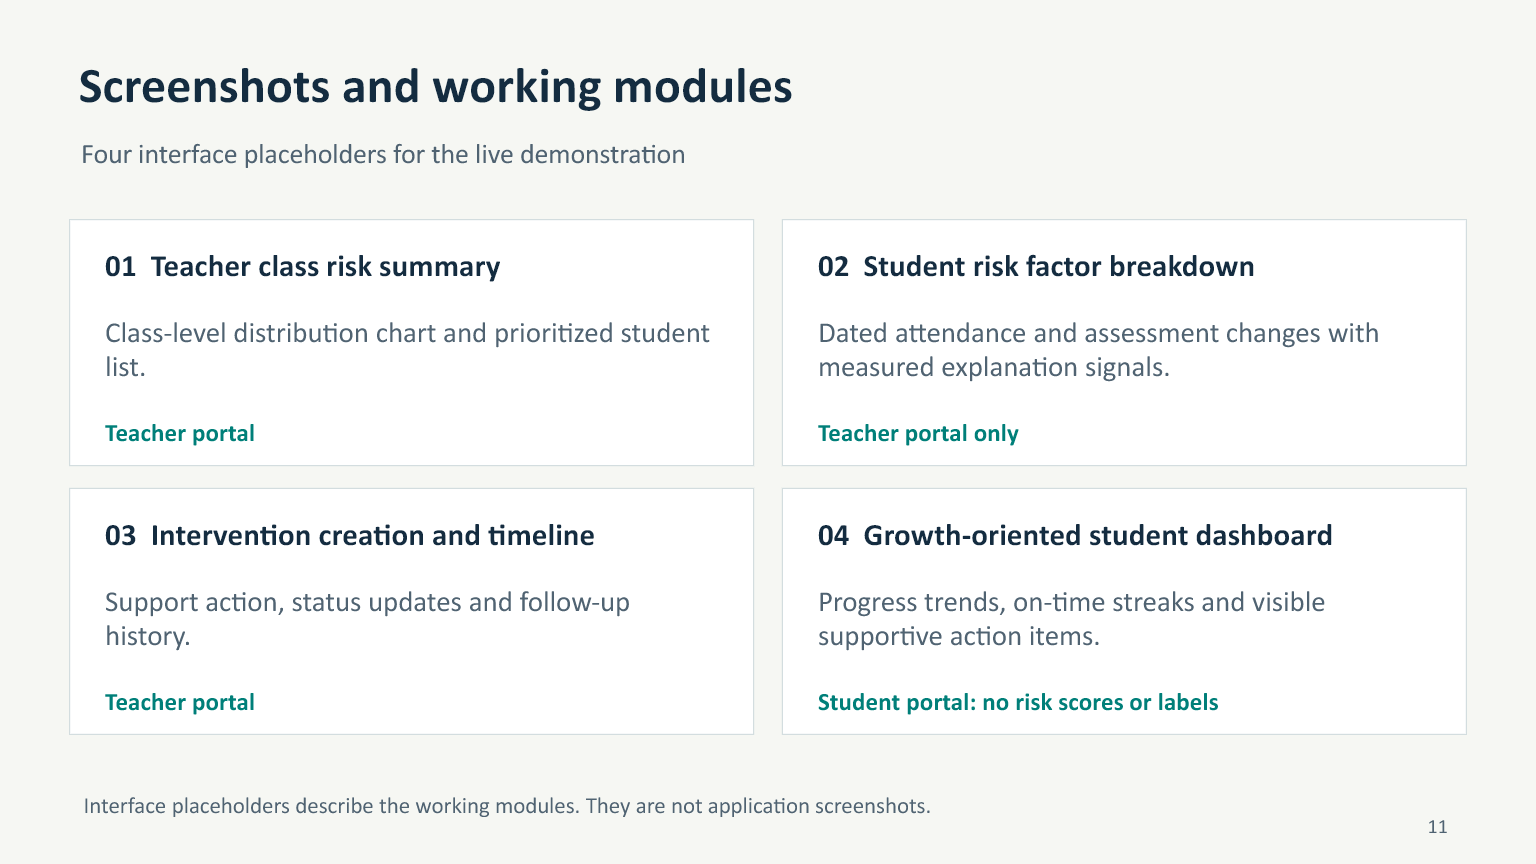 Screenshots and working modules
Four interface placeholders for the live demonstration
01 Teacher class risk summary
Class-level distribution chart and prioritized student
list.
Teacher portal
02 Student risk factor breakdown
Dated attendance and assessment changes with
measured explanation signals.
Teacher portal only
03 Intervention creation and timeline
Support action, status updates and follow-up
history.
Teacher portal
04 Growth-oriented student dashboard
Progress trends, on-time streaks and visible
supportive action items.
Student portal: no risk scores or labels
Interface placeholders describe the working modules. They are not application screenshots.
11